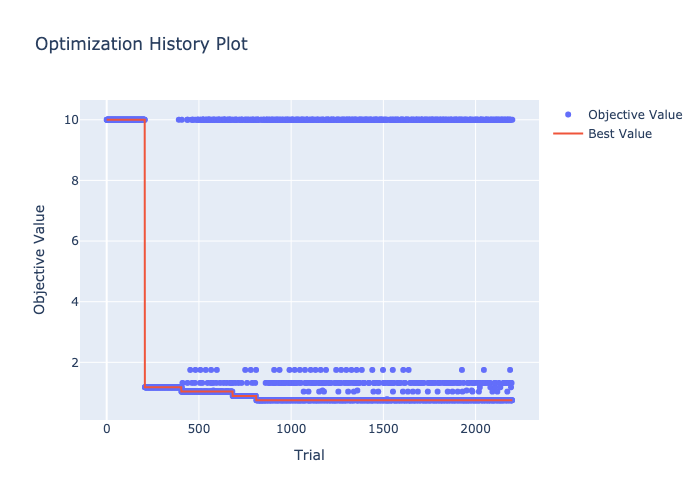 Optimization History Plot
Objective Value
Best Value
10
8
6
4
2
Objective Value
0
500
1000
1500
2000
Trial